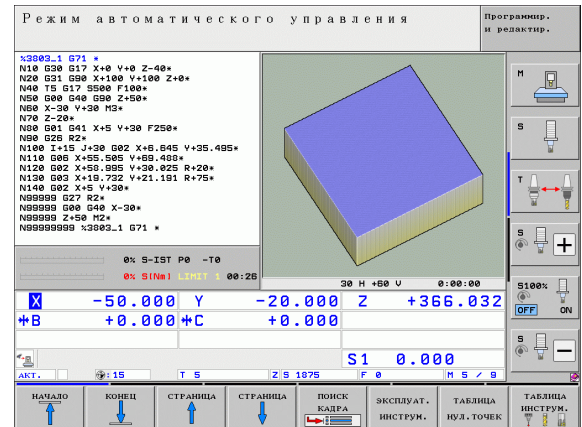 Режим автоматического управления
Программир.
и редактир.
%3803_1 G71 *
N10 G30 G17 X+0 Y+0 Z-40*
N20 G31 G90 X+100 Y+100 Z+0*
N40 T5 G17 S500 F100*
N50 G00 G40 G90 Z+50*
N60 X-30 Y+30 M3*
N70 Z-20*
N80 G01 G41 X+5 Y+30 F250*
N90 G26 R2*
N100 I+15 J+30 G02 X+6.645 Y+35.495*
N110 G06 X+55.505 Y+69.488*
N120 G02 X+58.995 Y+30.025 R+20*
N130 G03 X+19.732 Y+21.191 R+75*
N140 G02 X+5 Y+30*
N99999 G27 R2*
N99999 G00 G40 X-30*
N99999 Z+50 M2*
N99999999 %3803_1 G71 *
0% S-IST P0 -T0
0% S[Nm] LIMIT 1 00:26
30 H +60 V 0:00:00
X -50.000 Y -20.000 Z +366.032
B +0.000 C +0.000
S1 0.000
АКТ. :15 T 5 Z S 1875 F 0 M 5 / 9
M
S
T
S +
S100%
OFF ON
S −
НАЧАЛО
КОНЕЦ
СТРАНИЦА
СТРАНИЦА
ПОИСК
КАДРА
ЭКСПЛУАТ.
ИНСТРУМ.
ТАБЛИЦА
НУЛ.ТОЧЕК
ТАБЛИЦА
ИНСТРУМ.